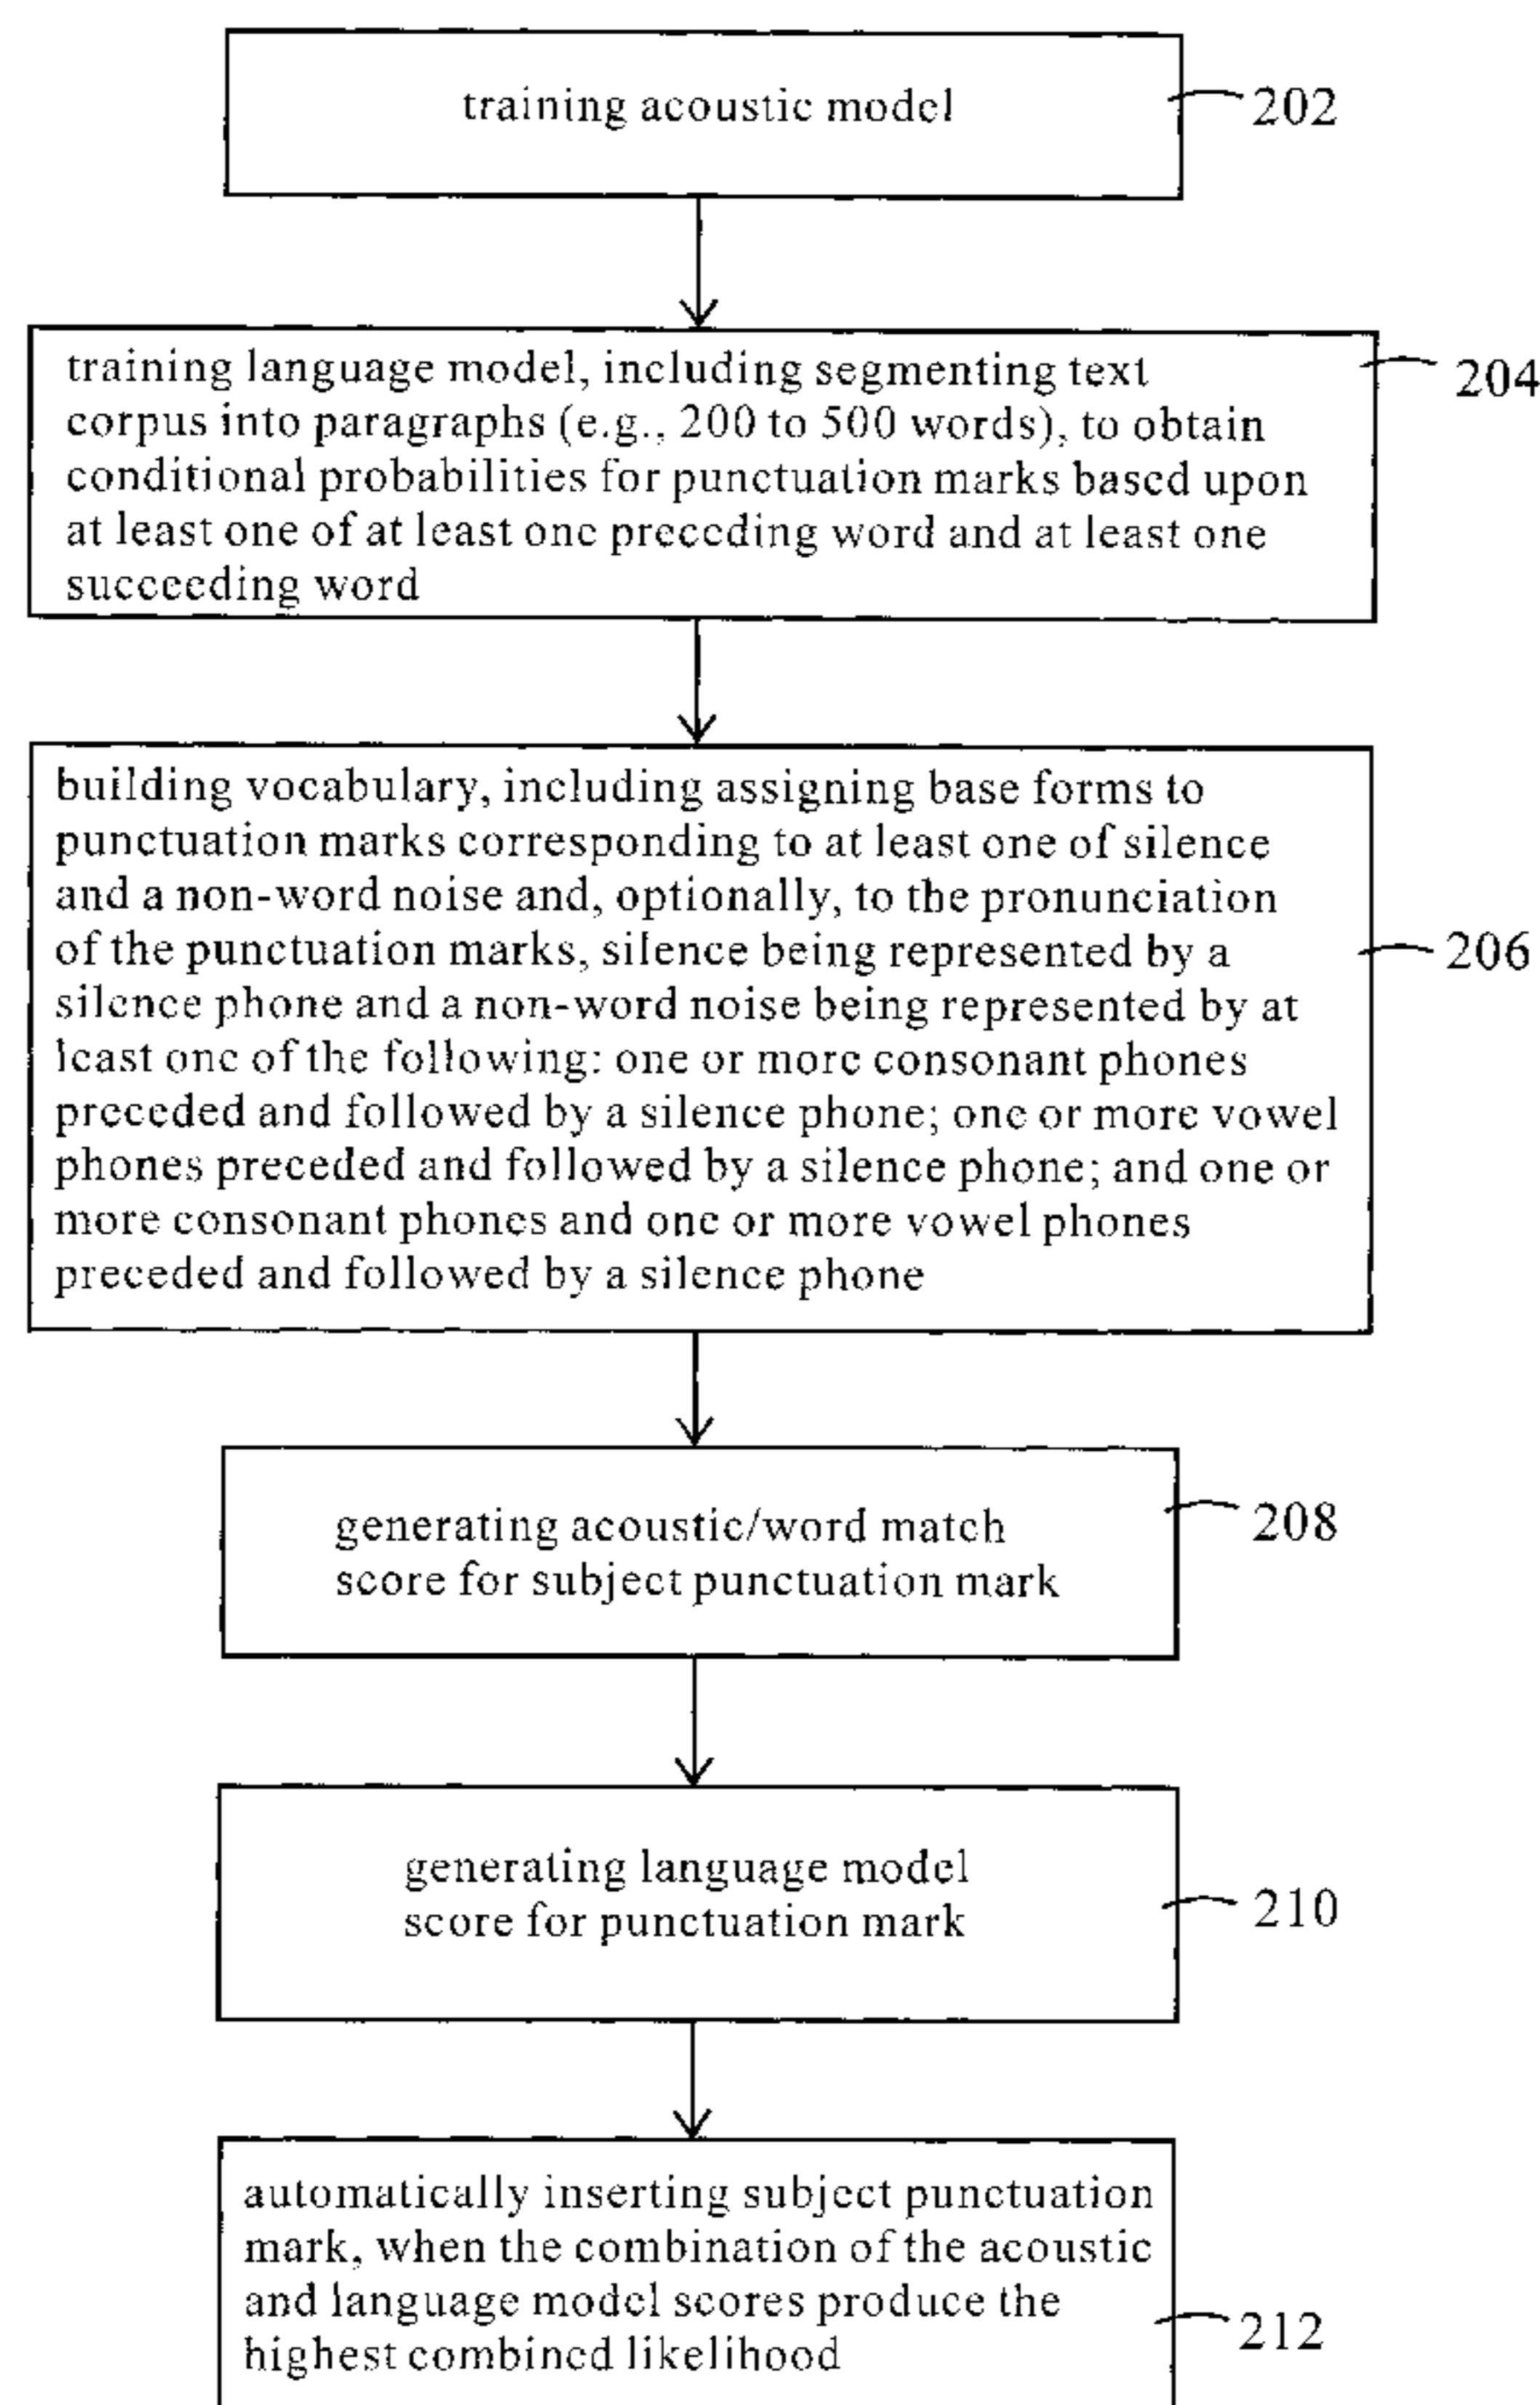 training acoustic model
202
training language model, including segmenting text
204
corpus into paragraphs (e.g., 200 to 500 words), to obtain
conditional probabilities for punctuation marks based upon
at least one of at least one preceding word and at least one
succeeding word
building vocabulary, including assigning base forms to
punctuation marks corresponding to at least one of silence
and a non-word noise and, optionally, to the pronunciation
of the punctuation marks, silence being represented by a
206
silence phone and a non-word noise being represented by at
least one of the following: one or more consonant phones
preceded and followed by a silence phone; one or more vowel
phones preceded and followed by a silence phone; and one or
more consonant phones and one or more vowel phones
preceded and followed by a silence phone
generating acoustic/word match
208
score for subject punctuation mark
generating language model
210
score for punctuation mark
automatically inserting subject punctuation
mark, when the combination of the acoustic
and language model scores produce the
212
highest combined likelihood